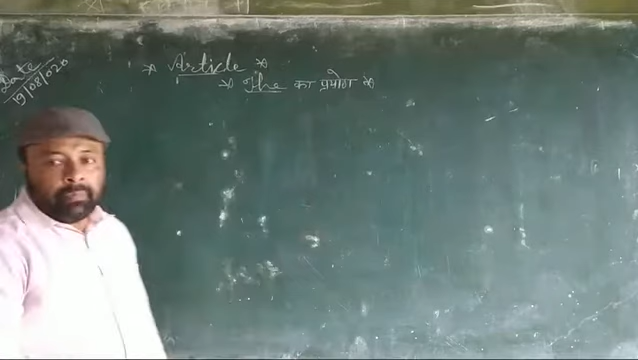 Date
19/08/020
* Article *
* The का प्रयोग *